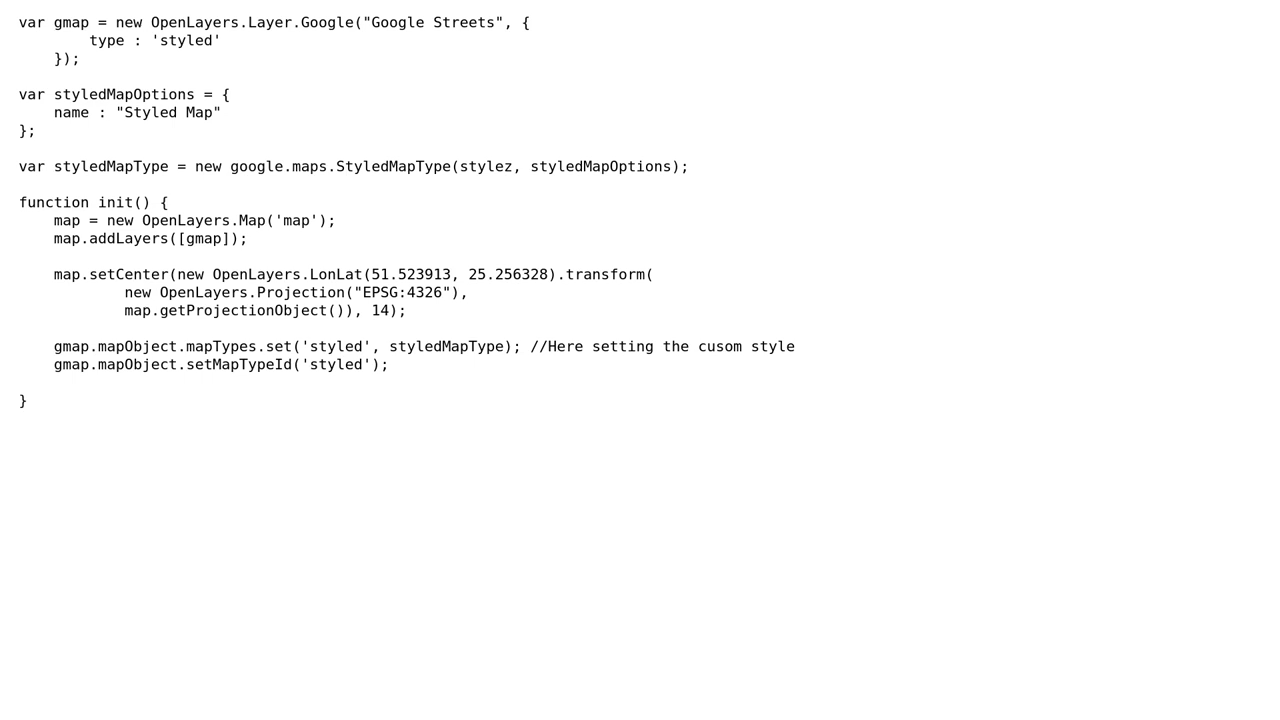 var gmap = new OpenLayers.Layer.Google("Google Streets", {
        type : 'styled'
    });

var styledMapOptions = {
    name : "Styled Map"
};

var styledMapType = new google.maps.StyledMapType(stylez, styledMapOptions);

function init() {
    map = new OpenLayers.Map('map');
    map.addLayers([gmap]);

    map.setCenter(new OpenLayers.LonLat(51.523913, 25.256328).transform(
            new OpenLayers.Projection("EPSG:4326"),
            map.getProjectionObject()), 14);

    gmap.mapObject.mapTypes.set('styled', styledMapType); //Here setting the cusom style
    gmap.mapObject.setMapTypeId('styled');

}